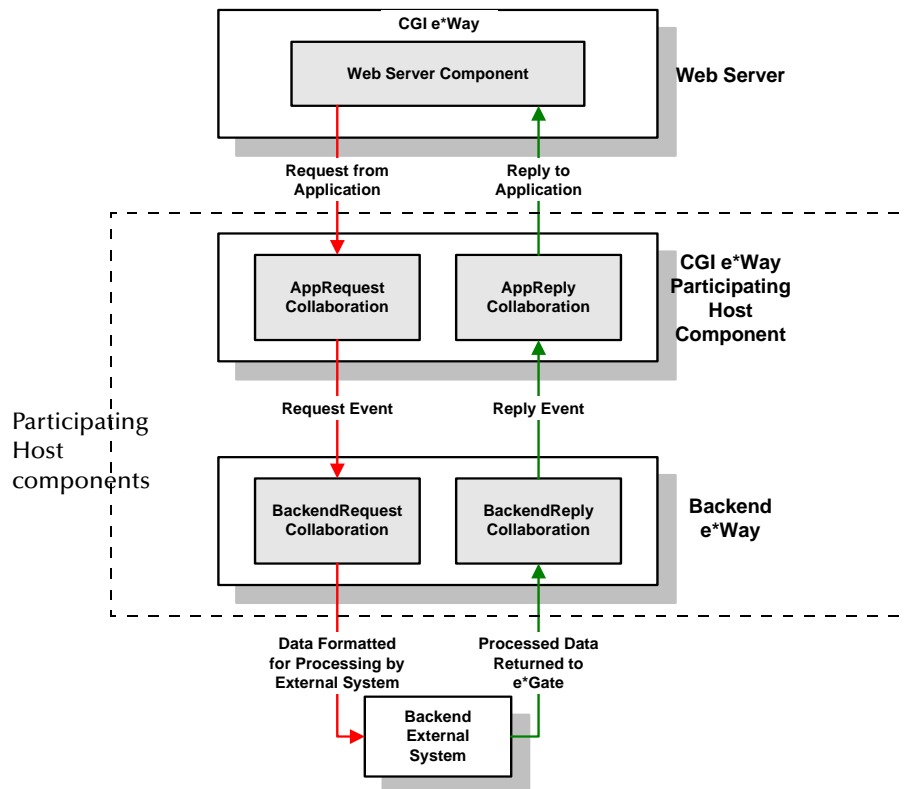 CGI e*Way
Web Server Component
Web Server
Request from
Application
Reply to
Application
AppRequest
Collaboration
AppReply
Collaboration
CGI e*Way
Participating
Host
Component
Request Event
Reply Event
Participating
Host
components
BackendRequest
Collaboration
BackendReply
Collaboration
Backend
e*Way
Data Formatted
for Processing by
External System
Processed Data
Returned to
e*Gate
Backend
External
System